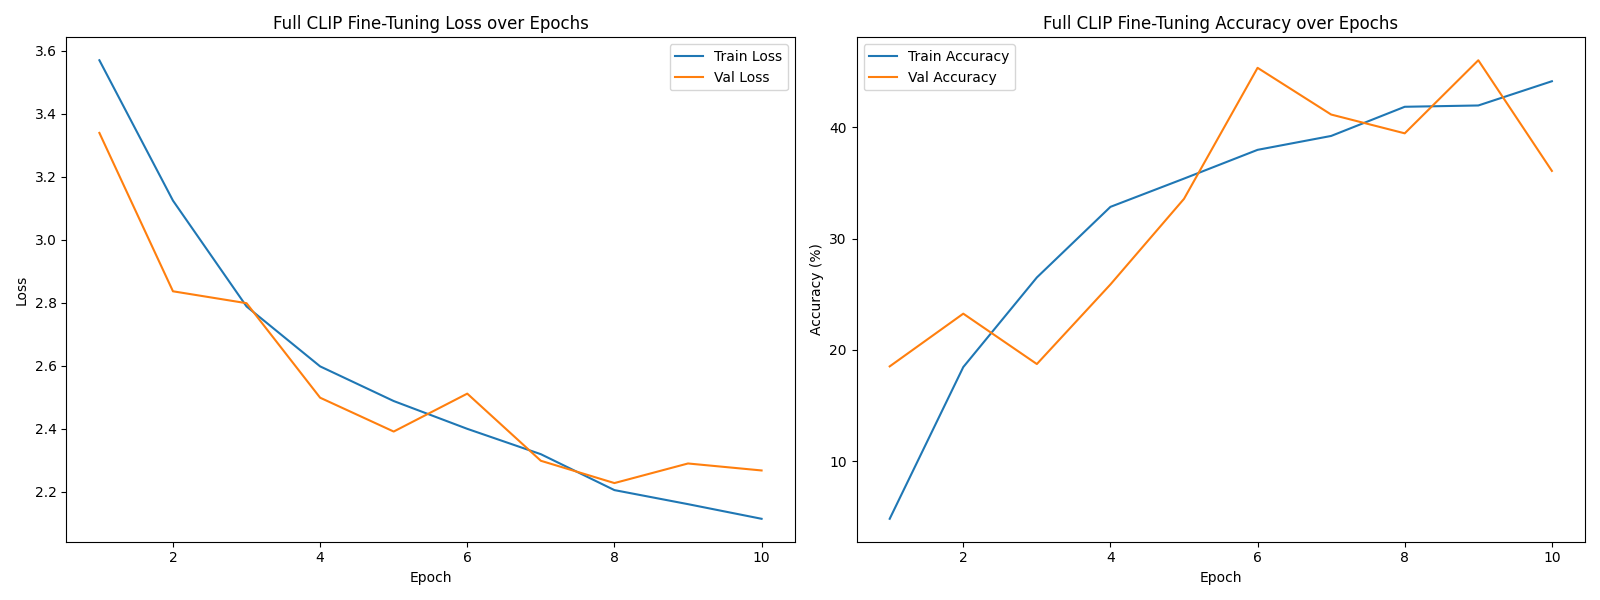 Full CLIP Fine-Tuning Loss over Epochs
Train Loss
Val Loss
3.6
3.4
3.2
3.0
2.8
2.6
2.4
2.2
Loss
2
4
6
8
10
Epoch
Full CLIP Fine-Tuning Accuracy over Epochs
Train Accuracy
Val Accuracy
40
30
20
10
Accuracy (%)
2
4
6
8
10
Epoch